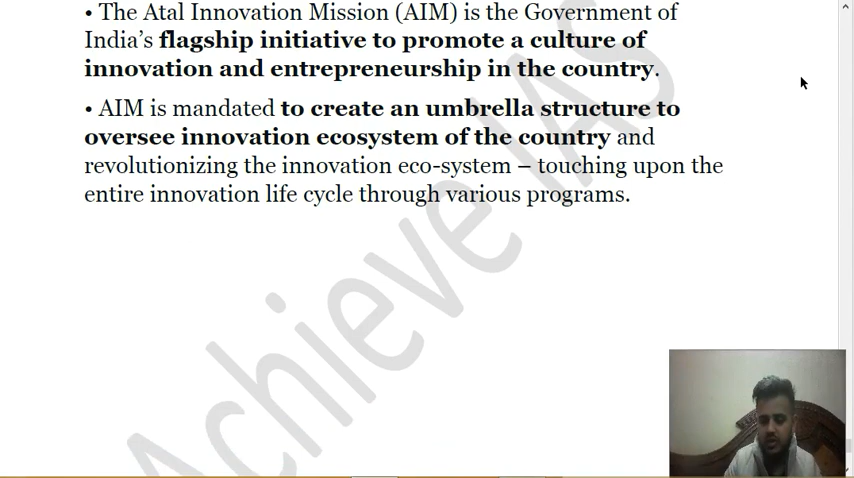 • The Atal Innovation Mission (AIM) is the Government of
India's flagship initiative to promote a culture of
innovation and entrepreneurship in the country.
• AIM is mandated to create an umbrella structure to
oversee innovation ecosystem of the country and
revolutionizing the innovation eco-system – touching upon the
entire innovation life cycle through various programs.
Achieve IAS